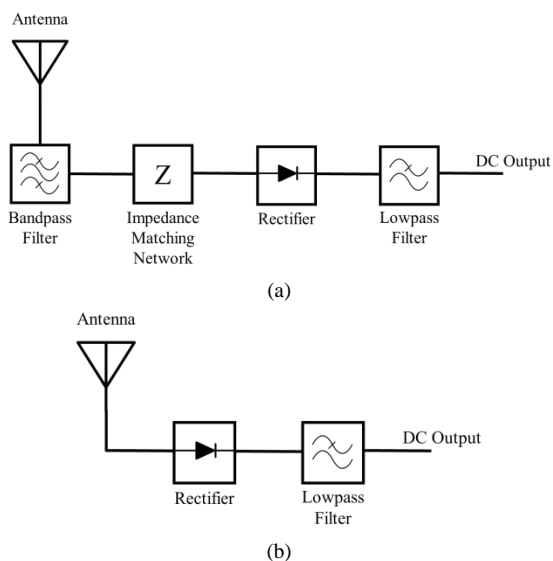 Antenna
Z
DC Output
Bandpass
Filter
Impedance
Matching
Network
Rectifier
Lowpass
Filter
(a)
Antenna
DC Output
Rectifier
Lowpass
Filter
(b)